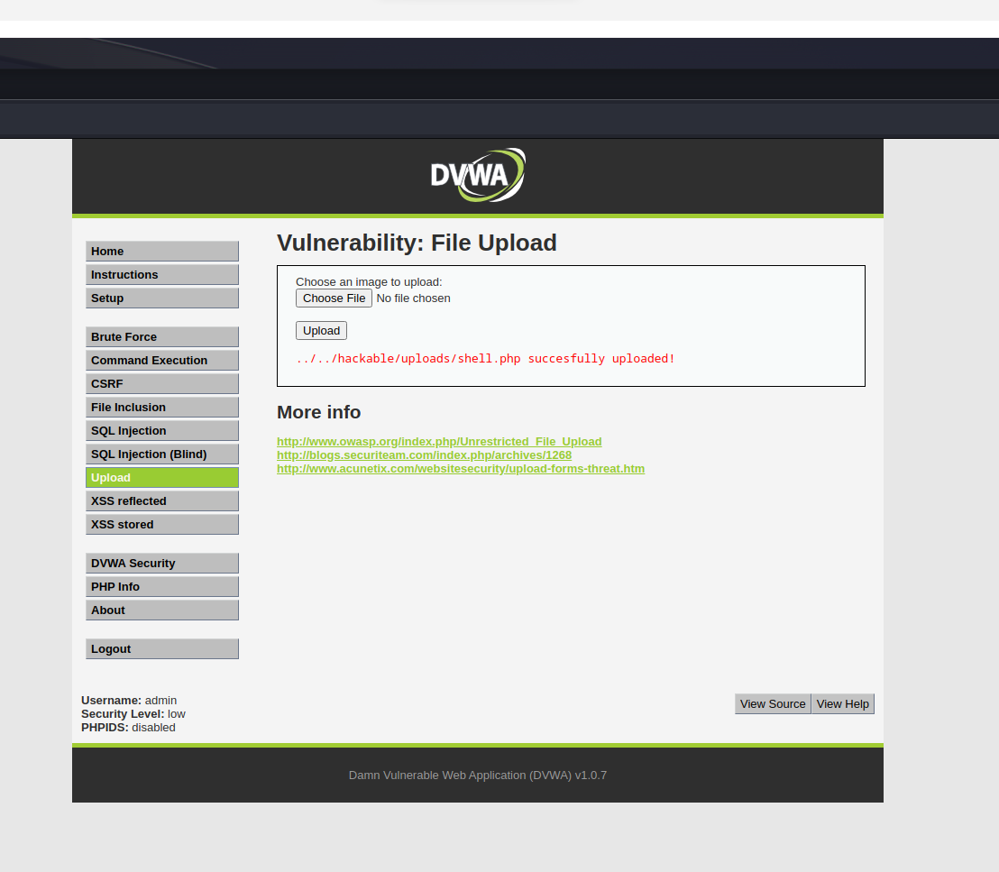 DVWA
Home
Instructions
Setup
Brute Force
Command Execution
CSRF
File Inclusion
SQL Injection
SQL Injection (Blind)
Upload
XSS reflected
XSS stored
DVWA Security
PHP Info
About
Logout
Vulnerability: File Upload
Choose an image to upload:
Choose File No file chosen
Upload
../../hackable/uploads/shell.php succesfully uploaded!
More info
http://www.owasp.org/index.php/Unrestricted_File_Upload
http://blogs.securiteam.com/index.php/archives/1268
http://www.acunetix.com/websitesecurity/upload-forms-threat.htm
Username: admin
Security Level: low
PHPIDS: disabled
View Source View Help
Damn Vulnerable Web Application (DVWA) v1.0.7